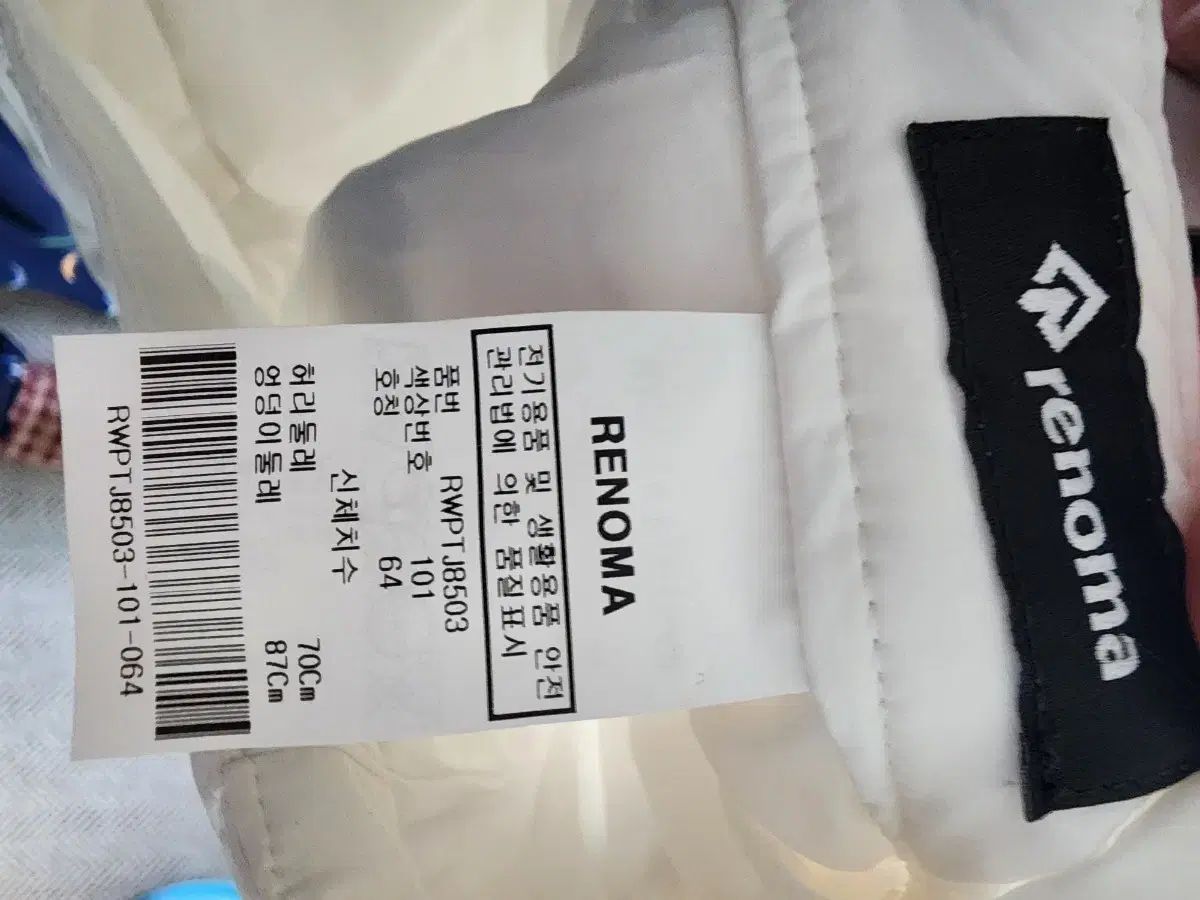 renoma
RENOMA
전기용품 및 생활용품 안전
관리법에 의한 품질표시
품번 RWPTJ8503
색상번호 101
호칭 64
신체치수
허리둘레 70Cm
엉덩이둘레 87Cm
RWPTJ8503-101-064